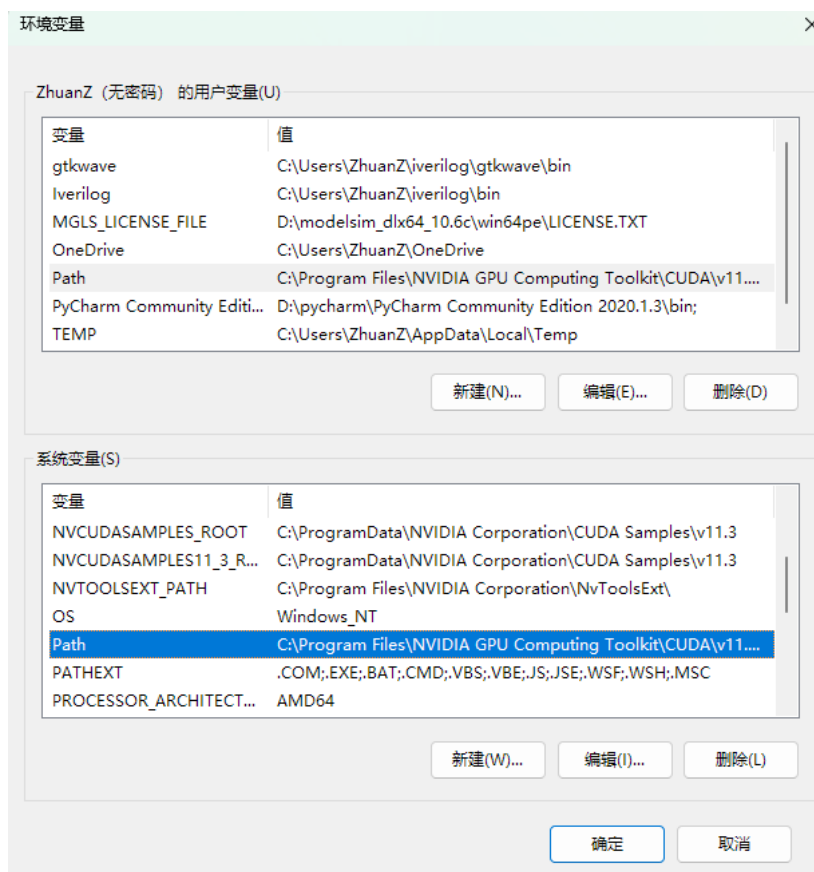 环境变量
ZhuanZ（无密码） 的用户变量(U)
变量 值
gtkwave C:\Users\ZhuanZ\iverilog\gtkwave\bin
Iverilog C:\Users\ZhuanZ\iverilog\bin
MGLS_LICENSE_FILE D:\modelsim_dlx64_10.6c\win64pe\LICENSE.TXT
OneDrive C:\Users\ZhuanZ\OneDrive
Path C:\Program Files\NVIDIA GPU Computing Toolkit\CUDA\v11....
PyCharm Community Editi... D:\pycharm\PyCharm Community Edition 2020.1.3\bin;
TEMP C:\Users\ZhuanZ\AppData\Local\Temp
新建(N)... 编辑(E)... 删除(D)
系统变量(S)
变量 值
NVCUDASAMPLES_ROOT C:\ProgramData\NVIDIA Corporation\CUDA Samples\v11.3
NVCUDASAMPLES11_3_R... C:\ProgramData\NVIDIA Corporation\CUDA Samples\v11.3
NVTOOLSEXT_PATH C:\Program Files\NVIDIA Corporation\NvToolsExt\
OS Windows_NT
Path C:\Program Files\NVIDIA GPU Computing Toolkit\CUDA\v11....
PATHEXT .COM;.EXE;.BAT;.CMD;.VBS;.VBE;.JS;.JSE;.WSF;.WSH;.MSC
PROCESSOR_ARCHITECT... AMD64
新建(W)... 编辑(I)... 删除(L)
确定 取消